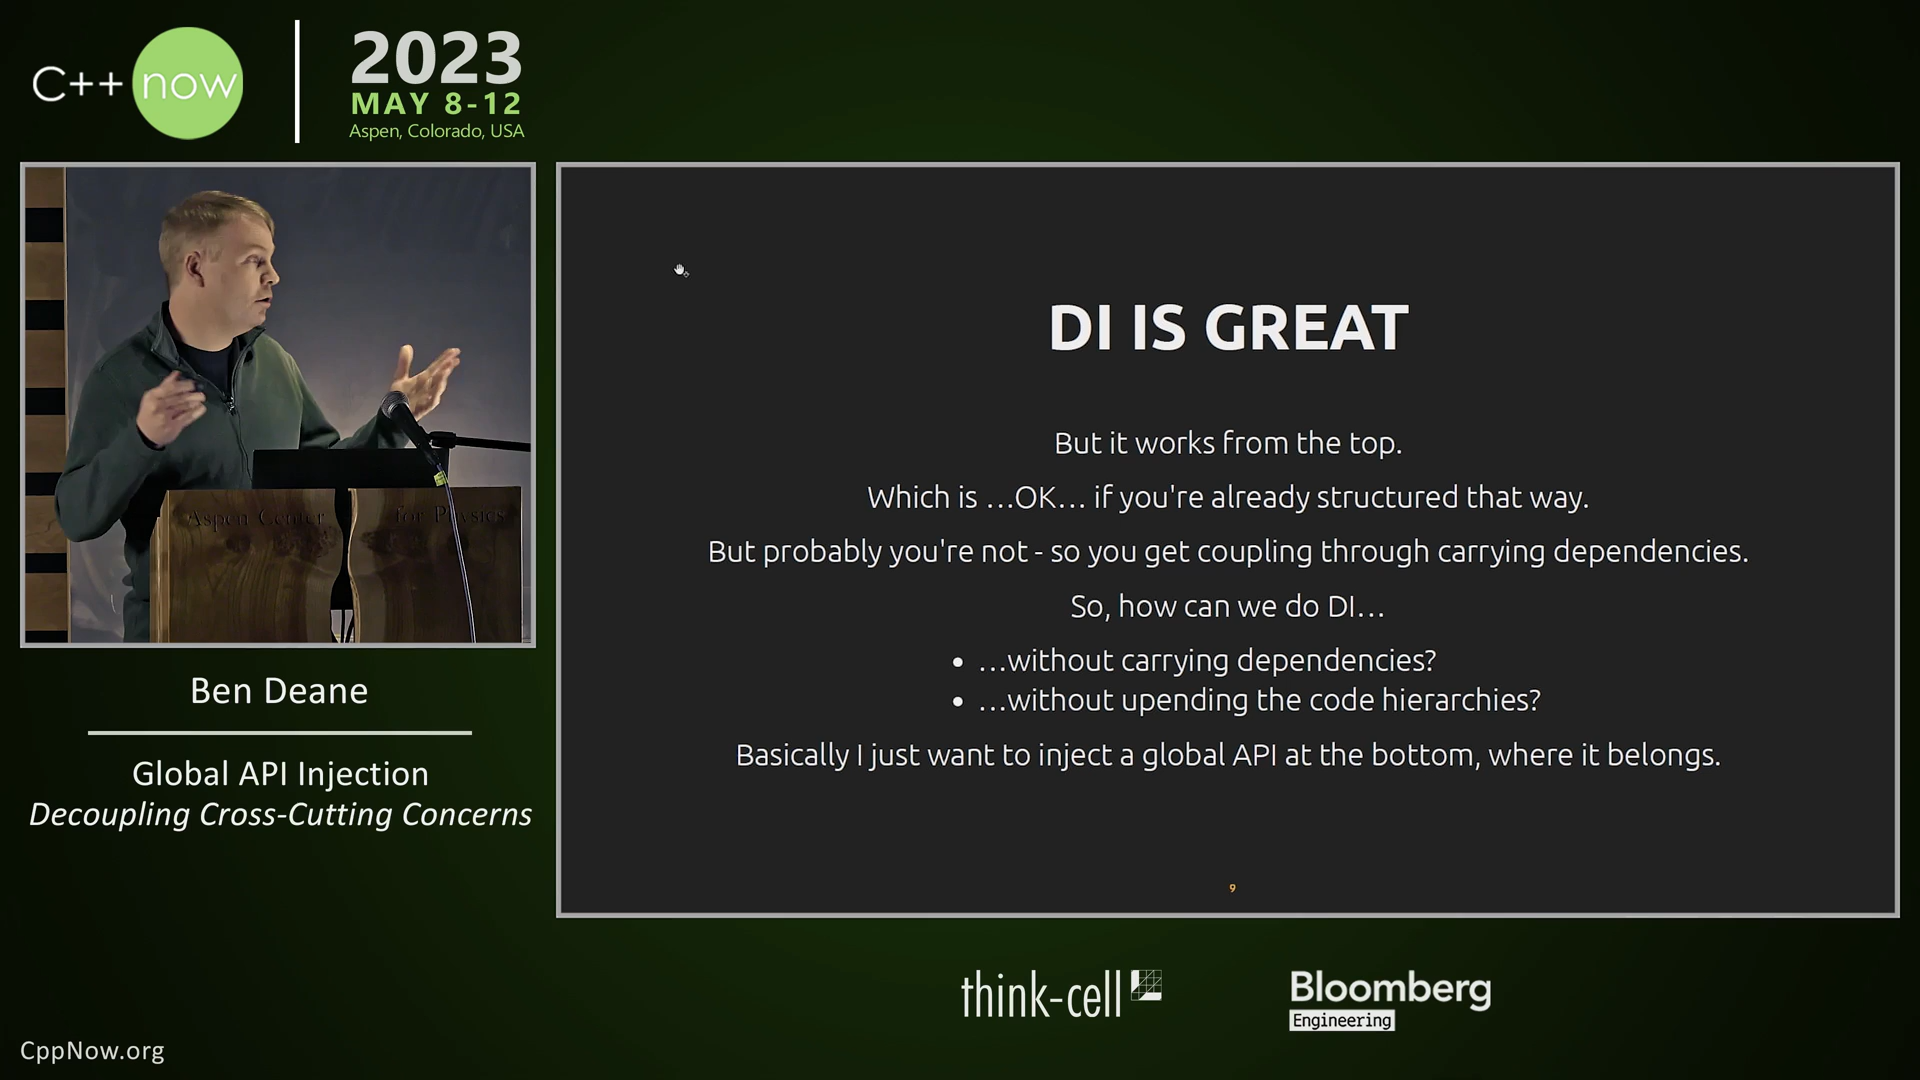 C++ now
2023
MAY 8-12
Aspen, Colorado, USA
Aspen Center for Physics
Ben Deane
Global API Injection
Decoupling Cross-Cutting Concerns
DI IS GREAT
But it works from the top.
Which is …OK… if you're already structured that way.
But probably you're not - so you get coupling through carrying dependencies.
So, how can we do DI…
• …without carrying dependencies?
• …without upending the code hierarchies?
Basically I just want to inject a global API at the bottom, where it belongs.
9
think-cell
Bloomberg
Engineering
CppNow.org